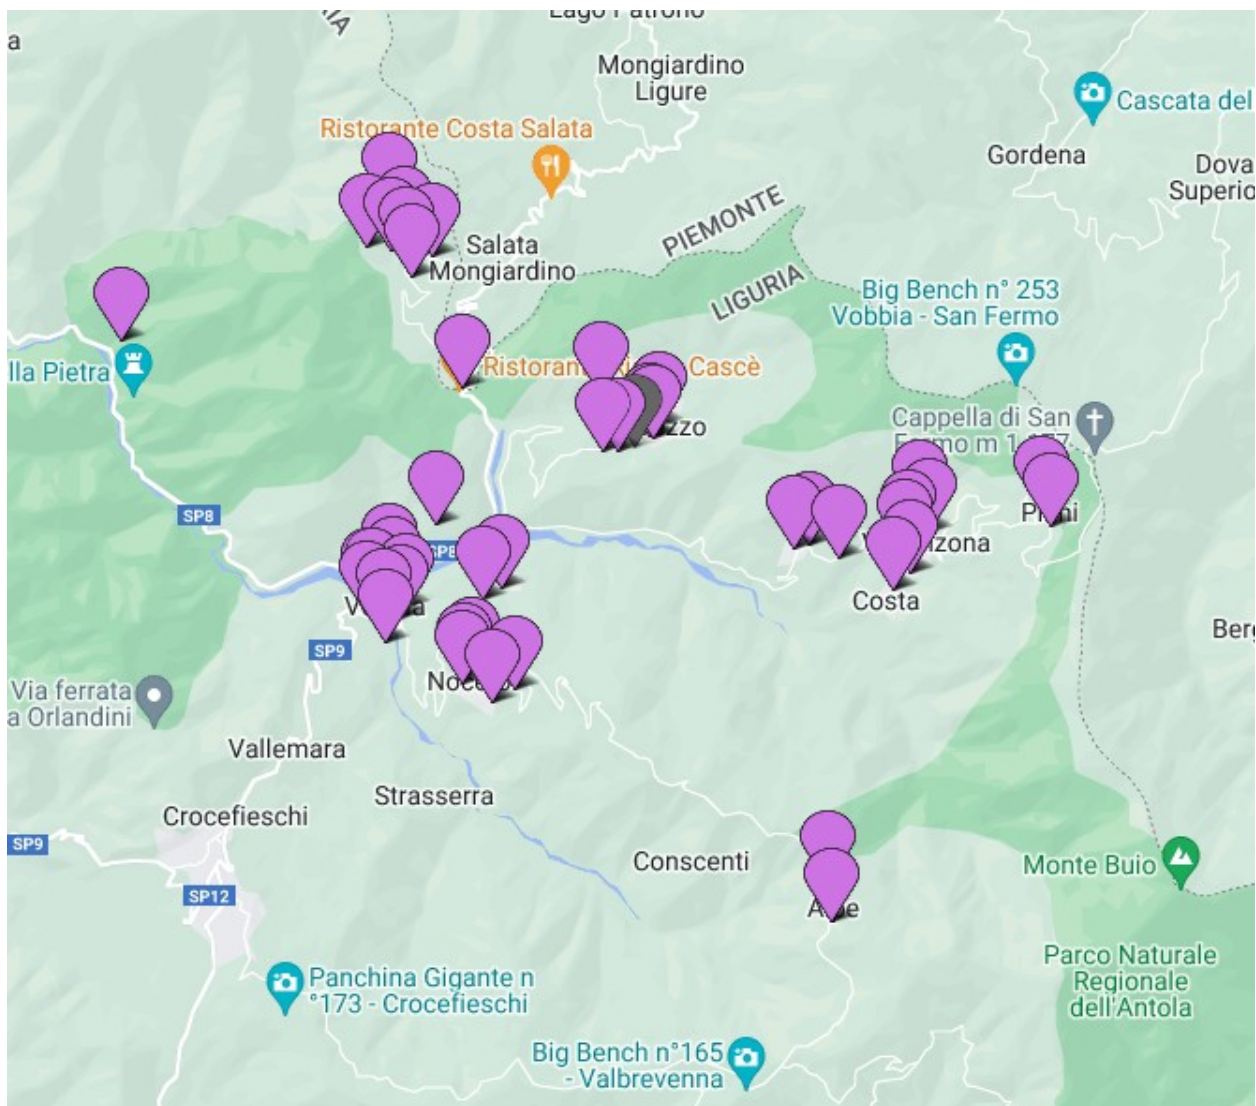 Mongiardino
Ligure
Ristorante Costa Salata
Cascata del
Gordena
Dova
Superio
PIEMONTE
Salata
Mongiardino
LIGURIA
Big Bench n° 253
Vobbia - San Fermo
lla Pietra
Cascè
Cappella di San
SP8
SP8
Costa
SP9
Via ferrata
a Orlandini
Vallemara
Strasserra
Crocefieschi
SP9
Conscenti
Monte Buio
SP12
Parco Naturale
Regionale
dell'Antola
Panchina Gigante n
°173 - Crocefieschi
Big Bench n°165
- Valbrevenna